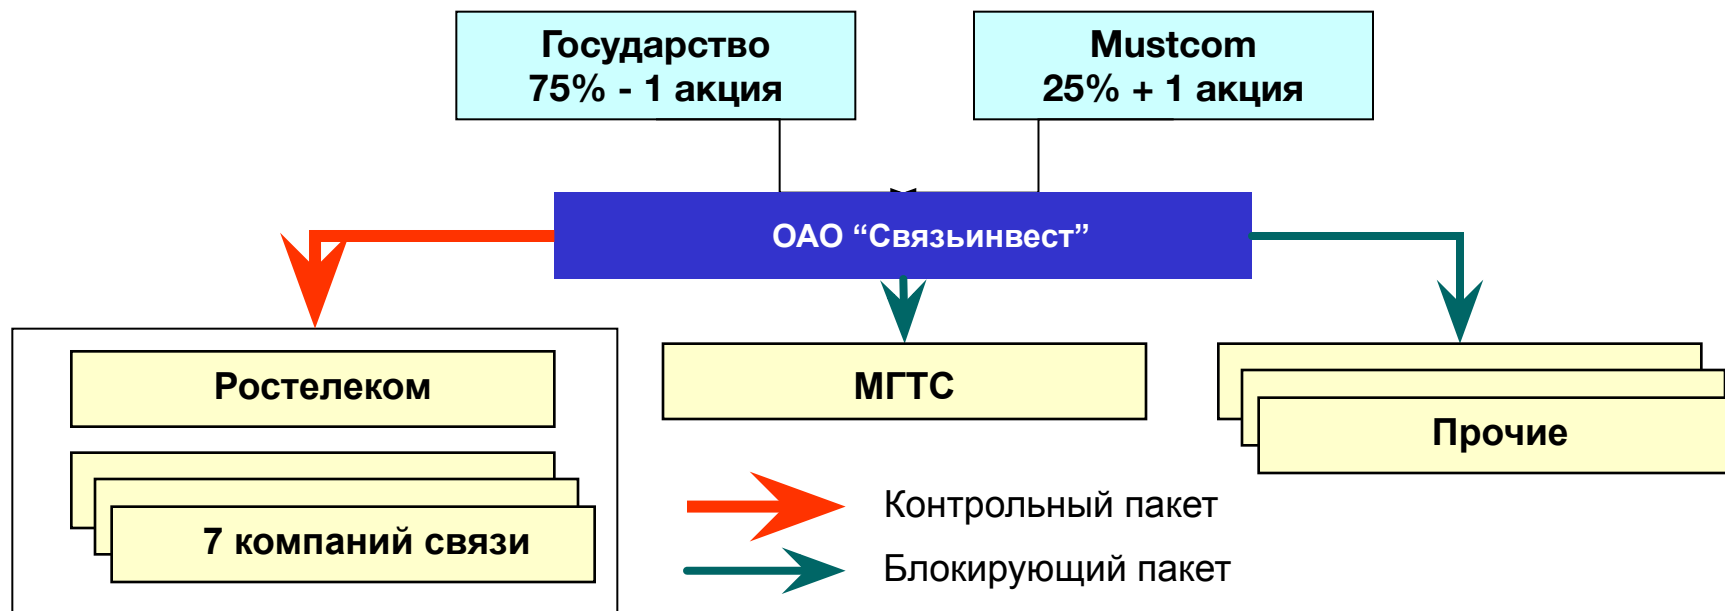 Государство
75% - 1 акция
Mustcom
25% + 1 акция
ОАО “Связьинвест”
Ростелеком
МГТС
Прочие
7 компаний связи
Контрольный пакет
Блокирующий пакет